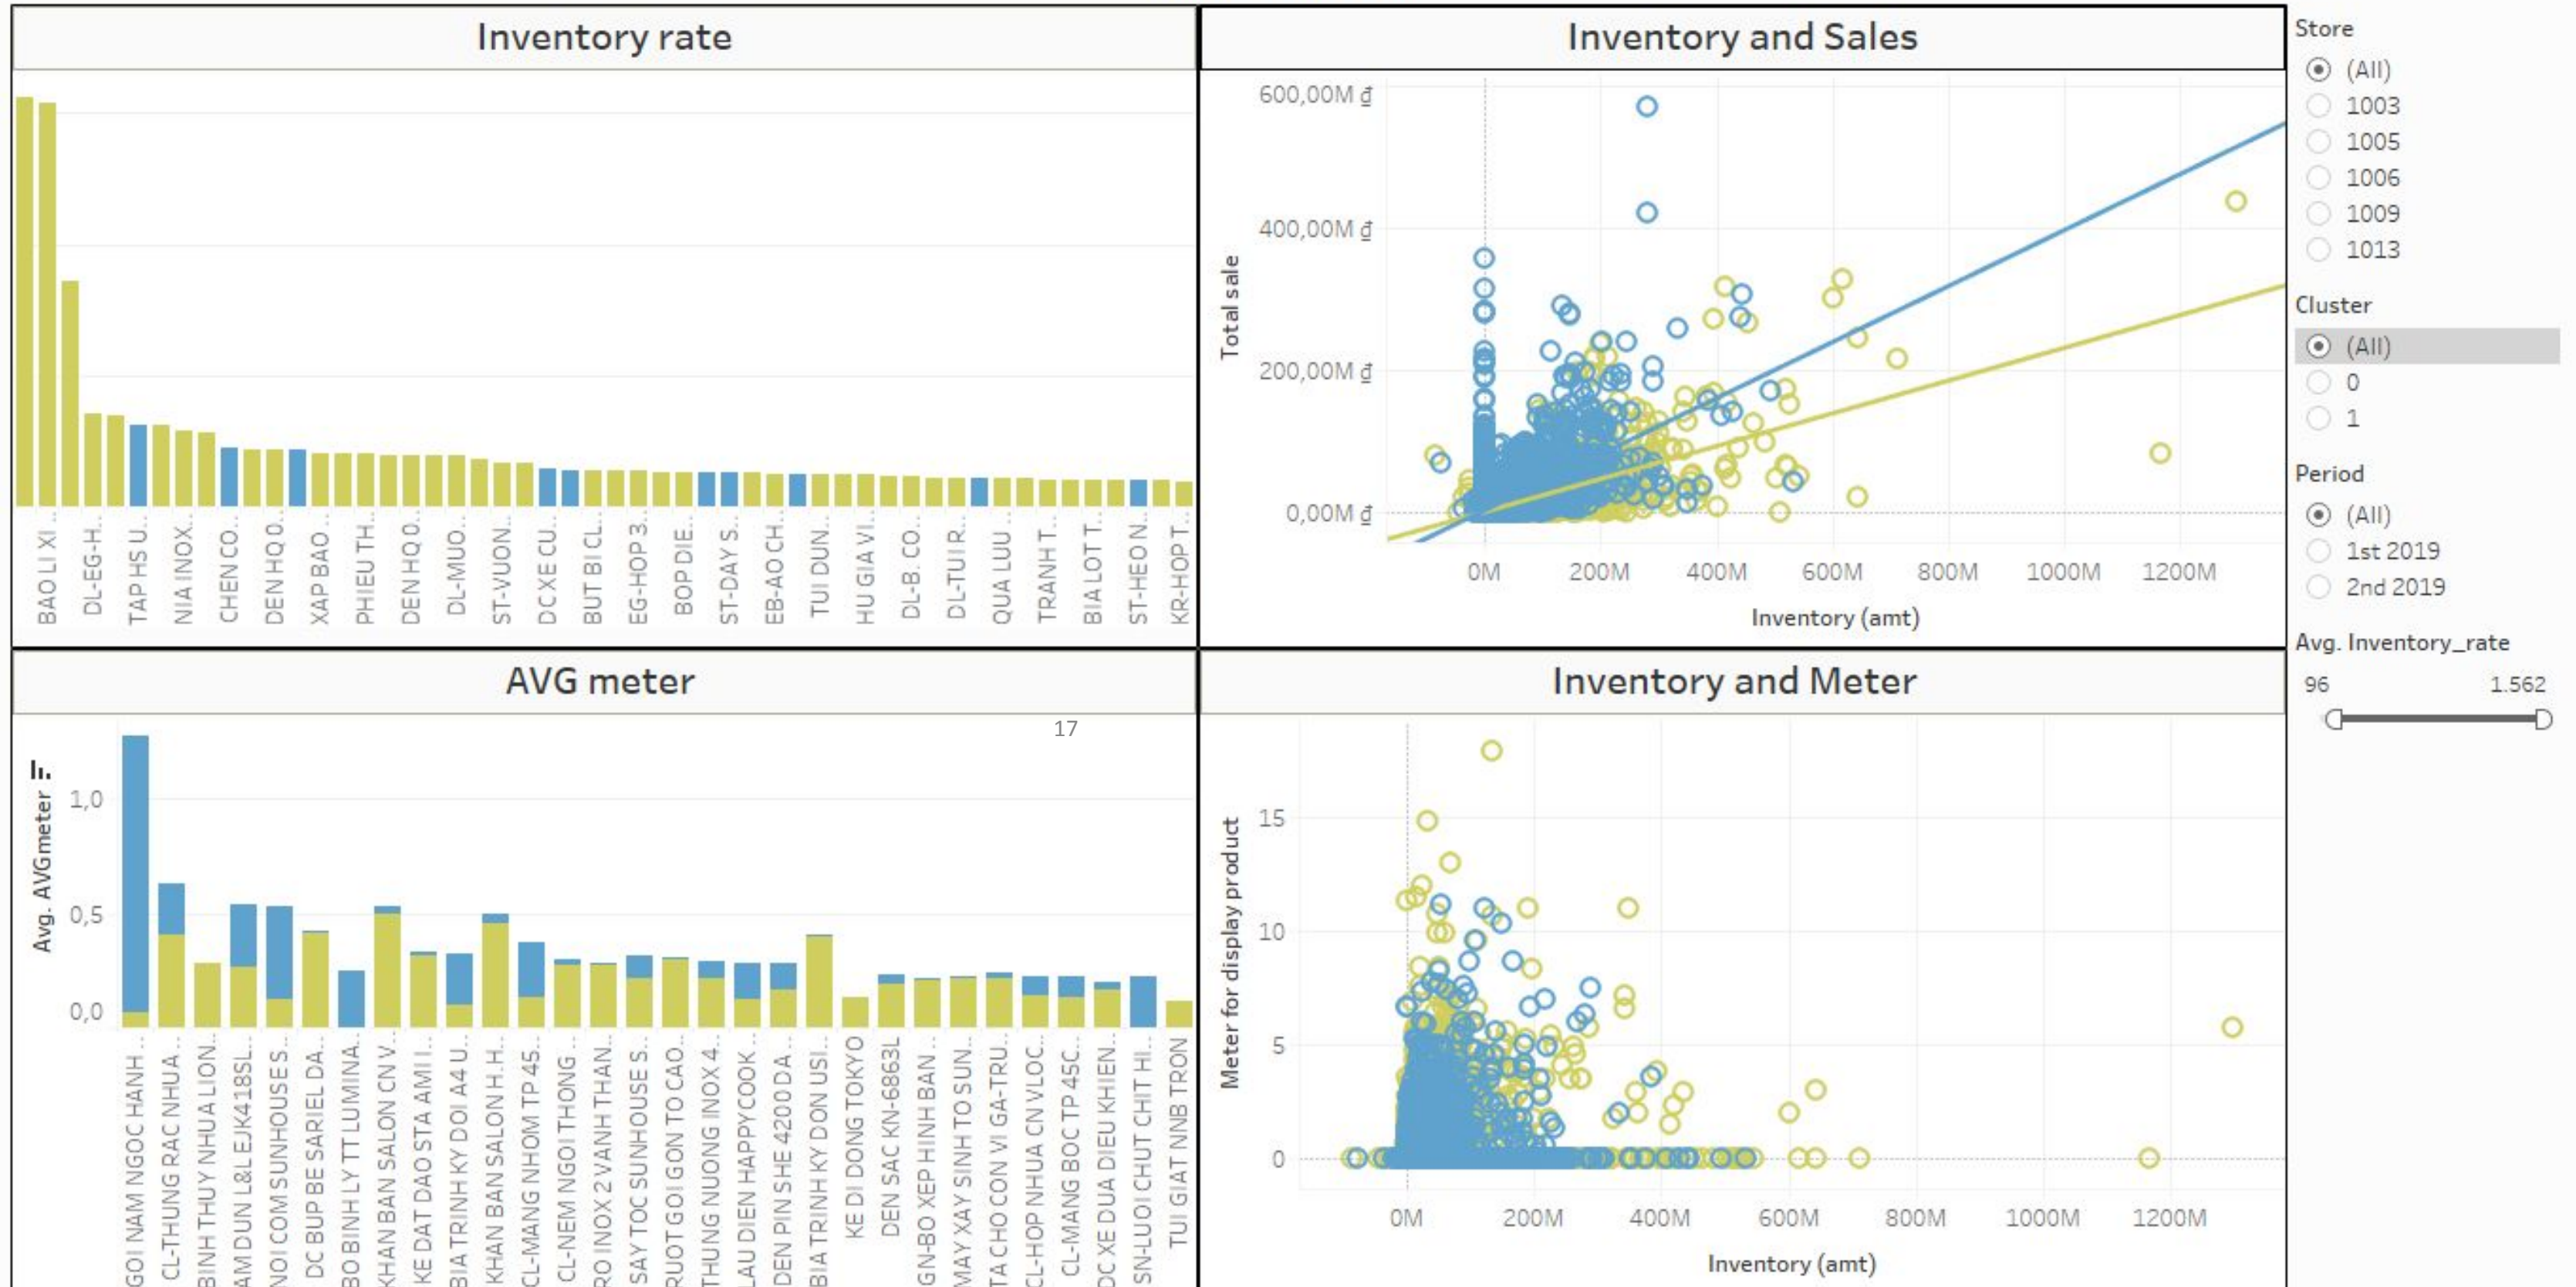 Inventory rate
BAO LI XI ..
DL-EG-H..
TAP HS U..
NIA INOX..
CHEN CO..
DEN HQ 0..
XAP BAO ..
PHIEU TH..
DEN HQ 0..
DL-MUO..
ST-VUON..
DC XE CU..
BUT BI CL..
EG-HOP 3..
BOP DIE..
ST-DAY S..
EB-AO CH..
TUI DUN..
HU GIA VI..
DL-B. CO..
DL-TUI R..
QUA LUU ..
TRANH T..
BIA LOT T..
ST-HEO N..
KR-HOP T..
Inventory and Sales
Total sale
600,00M ₫
400,00M ₫
200,00M ₫
0,00M ₫
0M 200M 400M 600M 800M 1000M 1200M
Inventory (amt)
AVG meter
17
Avg. AVGmeter
1,0
0,5
0,0
GOI NAM NGOC HANH ..
CL-THUNG RAC NHUA ..
BINH THUY NHUA LION..
AM DUN L&L EJK418SL..
NOI COM SUNHOUSE S..
DC BUP BE SARIEL DA..
BO BINH LY TT LUMINA..
KHAN BAN SALON CN V..
KE DAT DAO STA AMI I..
BIA TRINH KY DOI A4 U..
KHAN BAN SALON H.H..
CL-MANG NHOM TP 45..
CL-NEM NGOI THONG ..
RO INOX 2 VANH THAN..
SAY TOC SUNHOUSE S..
RUOT GOI GON TO CAO..
THUNG NUONG INOX 4..
LAU DIEN HAPPYCOOK ..
DEN PIN SHE 4200 DA ..
BIA TRINH KY DON USI..
KE DI DONG TOKYO
DEN SAC KN-6863L
GN-BO XEP HINH BAN ..
MAY XAY SINH TO SUN..
TA CHO CON VI GA-TRU..
CL-HOP NHUA CN VLOC..
CL-MANG BOC TP 45C..
DC XE DUA DIEU KHIEN..
SN-LUOI CHUT CHIT HI..
TUI GIAT NNB TRON
Inventory and Meter
Meter for display product
15
10
5
0
0M 200M 400M 600M 800M 1000M 1200M
Inventory (amt)
Store
(All)
1003
1005
1006
1009
1013
Cluster
(All)
0
1
Period
(All)
1st 2019
2nd 2019
Avg. Inventory_rate
96 1.562